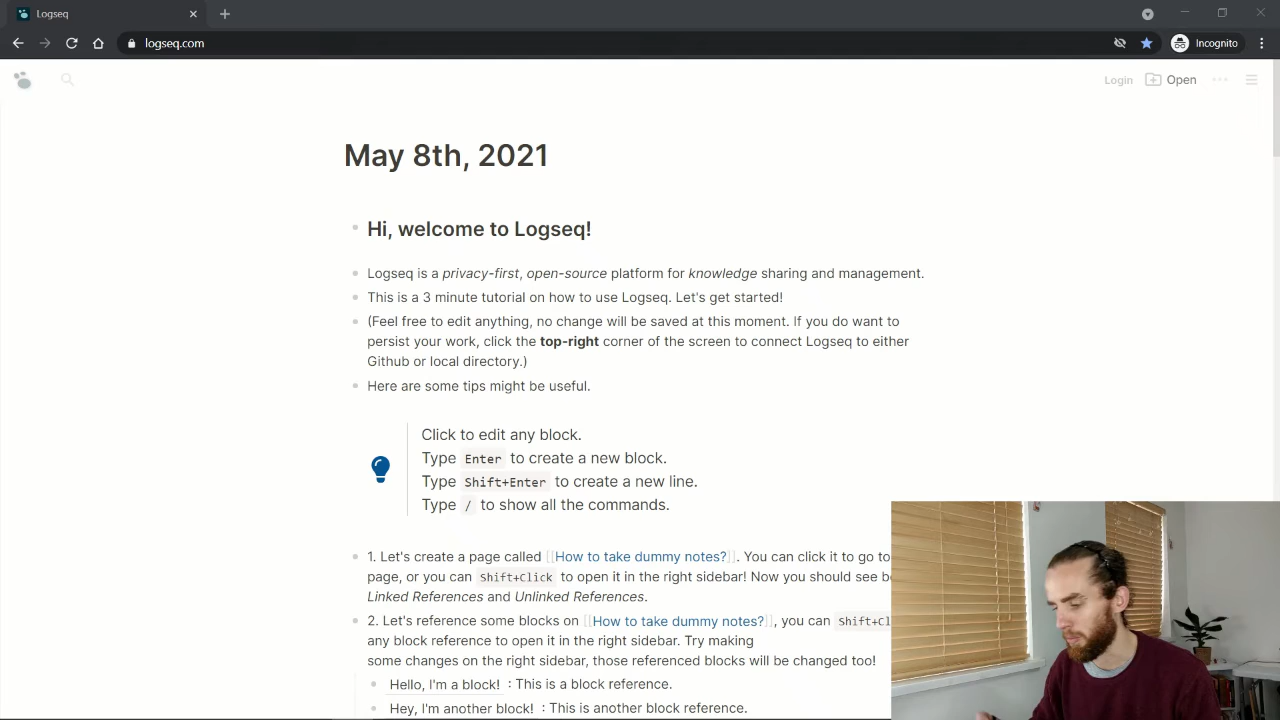 Logseq
logseq.com
Incognito
Login
Open
May 8th, 2021
Hi, welcome to Logseq!
Logseq is a privacy-first, open-source platform for knowledge sharing and management.
This is a 3 minute tutorial on how to use Logseq. Let's get started!
(Feel free to edit anything, no change will be saved at this moment. If you do want to
persist your work, click the top-right corner of the screen to connect Logseq to either
Github or local directory.)
Here are some tips might be useful.
Click to edit any block.
Type Enter to create a new block.
Type Shift+Enter to create a new line.
Type / to show all the commands.
1. Let's create a page called [[How to take dummy notes?]]. You can click it to go to
page, or you can Shift+Click to open it in the right sidebar! Now you should see
Linked References and Unlinked References.
2. Let's reference some blocks on [[How to take dummy notes?]], you can Shift+Cl
any block reference to open it in the right sidebar. Try making
some changes on the right sidebar, those referenced blocks will be changed too!
Hello, I'm a block! : This is a block reference.
Hey, I'm another block! : This is another block reference.